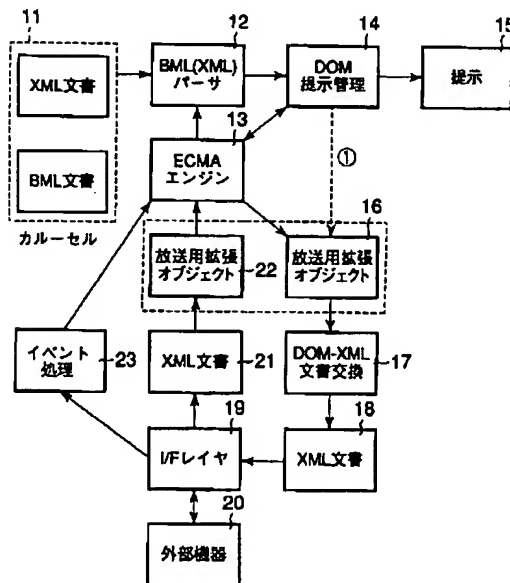 11
12
14
15
XML文書
BML(XML)
パーサ
DOM
提示管理
提示
13
BML文書
ECMA
エンジン
①
カルーセル
16
放送用拡張
オブジェクト
22
放送用拡張
オブジェクト
イベント
処理
23
XML文書
21
DOM-XML
文書交換
17
19
18
I/Fレイヤ
XML文書
20
外部機器